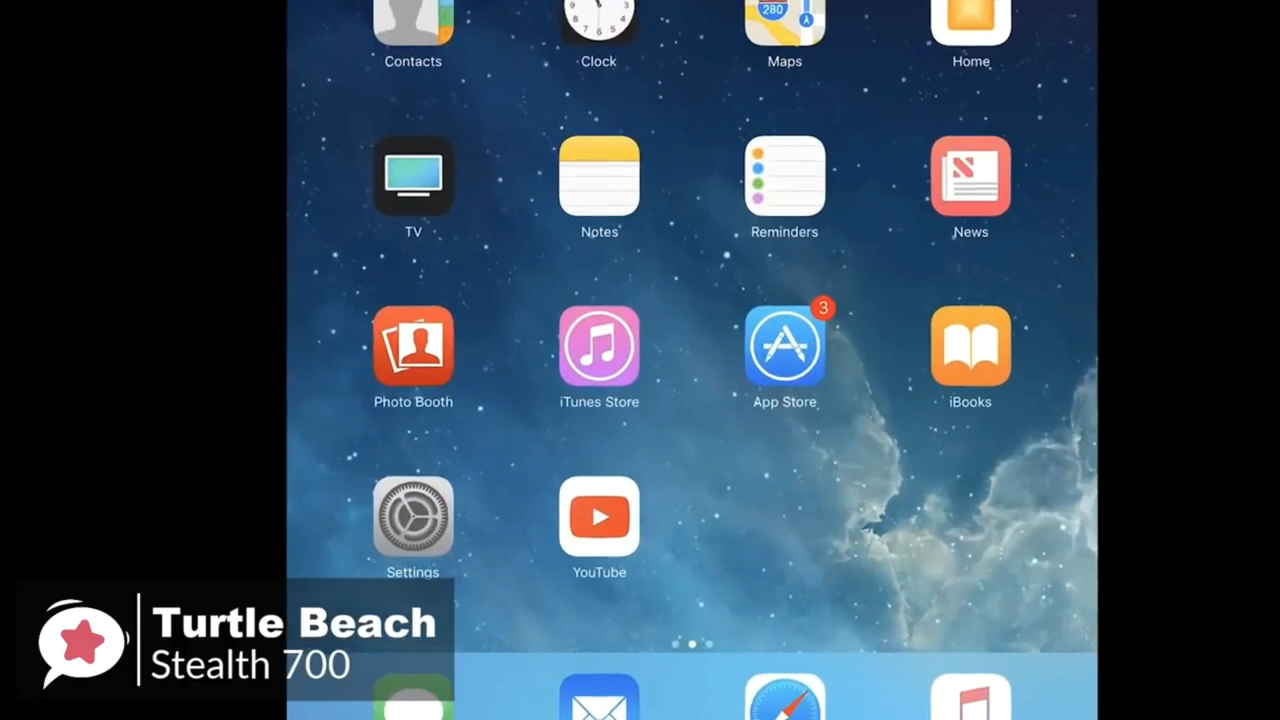 280
Contacts
Clock
Maps
Home
TV
Notes
Reminders
News
3
Photo Booth
iTunes Store
App Store
iBooks
Settings
YouTube
Turtle Beach
Stealth 700